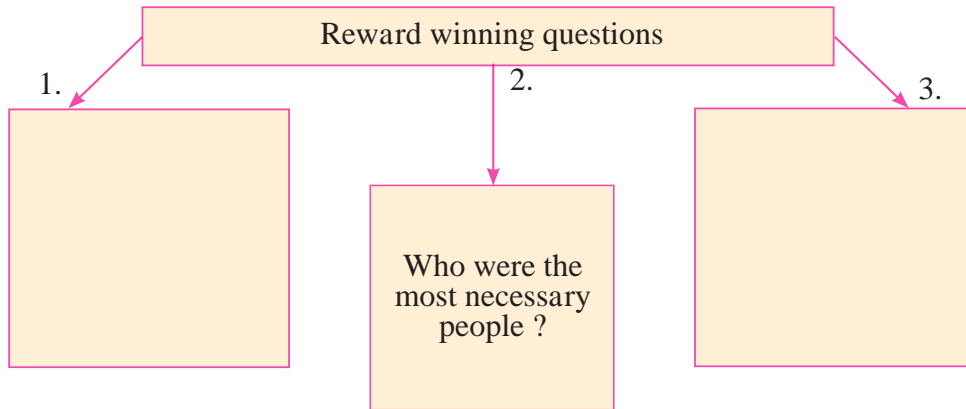 Reward winning questions
1.
2.
3.
Who were the
most necessary
people ?